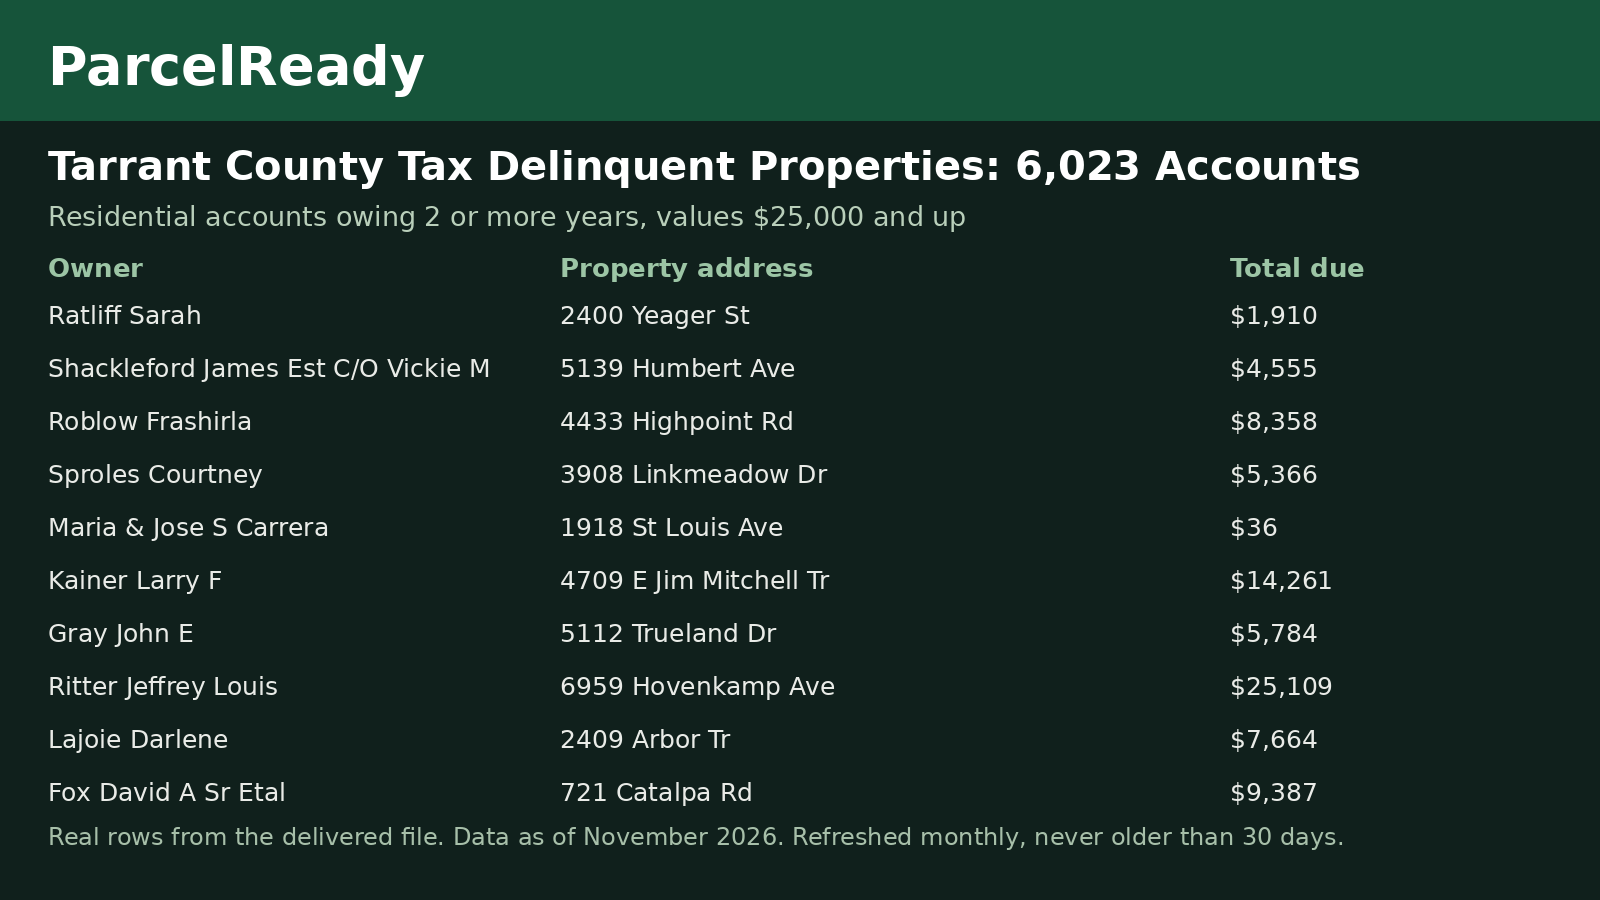 ParcelReady
Tarrant County Tax Delinquent Properties: 6,023 Accounts
Residential accounts owing 2 or more years, values $25,000 and up
Owner Property address Total due
Ratliff Sarah 2400 Yeager St $1,910
Shackleford James Est C/O Vickie M 5139 Humbert Ave $4,555
Roblow Frashirla 4433 Highpoint Rd $8,358
Sproles Courtney 3908 Linkmeadow Dr $5,366
Maria & Jose S Carrera 1918 St Louis Ave $36
Kainer Larry F 4709 E Jim Mitchell Tr $14,261
Gray John E 5112 Trueland Dr $5,784
Ritter Jeffrey Louis 6959 Hovenkamp Ave $25,109
Lajoie Darlene 2409 Arbor Tr $7,664
Fox David A Sr Etal 721 Catalpa Rd $9,387
Real rows from the delivered file. Data as of November 2026. Refreshed monthly, never older than 30 days.